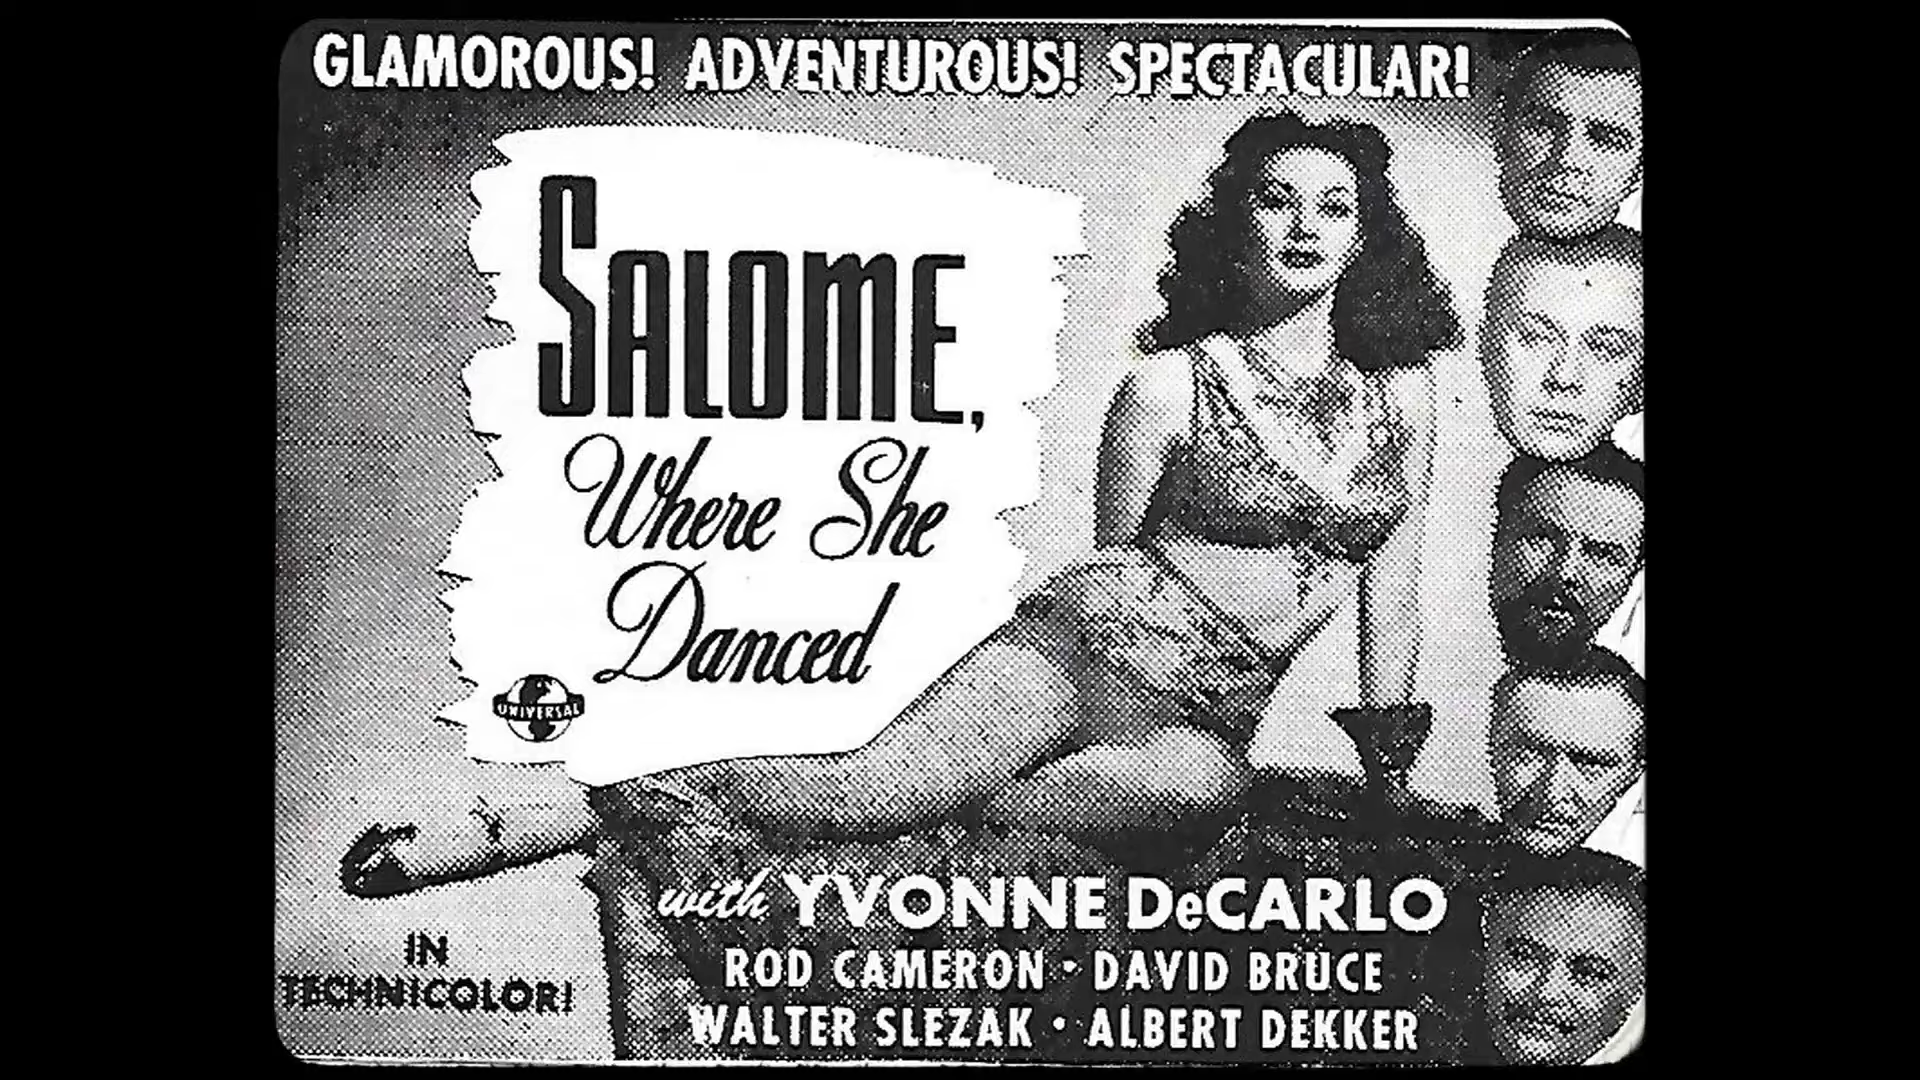 GLAMOROUS! ADVENTUROUS! SPECTACULAR!
SALOME,
Where She
Danced
UNIVERSAL
with YVONNE DeCARLO
ROD CAMERON • DAVID BRUCE
WALTER SLEZAK • ALBERT DEKKER
IN
TECHNICOLOR!